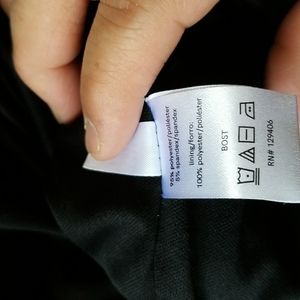 95% polyester/poliéster
5% spandex/spandex
lining/forro:
100% polyester/poliéster
BOST
RN# 129406